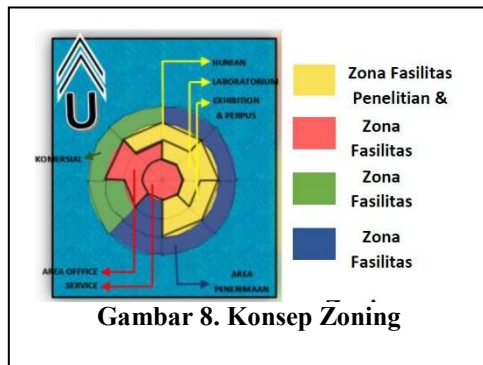 U
HUNIAN
LABORATORIUM
EXHIBITION
& PERPUS
KOMERSIAL
AREA OFFFICE
SERVICE
AREA
PENERIMAAN
Zona Fasilitas
Penelitian &
Zona
Fasilitas
Zona
Fasilitas
Zona
Fasilitas
Gambar 8. Konsep Zoning